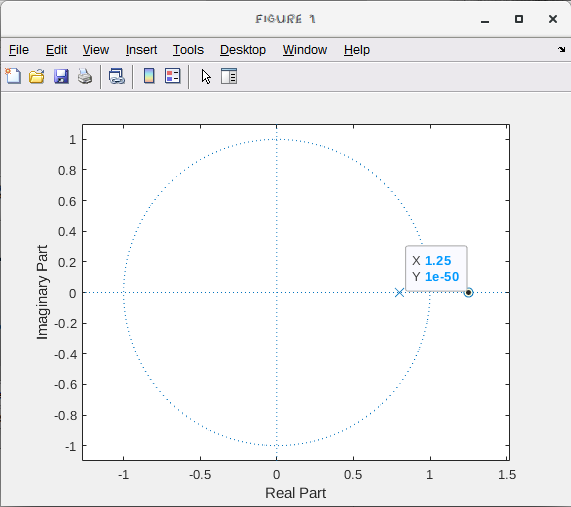 FIGURE 1
File Edit View Insert Tools Desktop Window Help
1
0.8
0.6
0.4
0.2
0
-0.2
-0.4
-0.6
-0.8
-1
Imaginary Part
X 1.25
Y 1e-50
-1 -0.5 0 0.5 1 1.5
Real Part